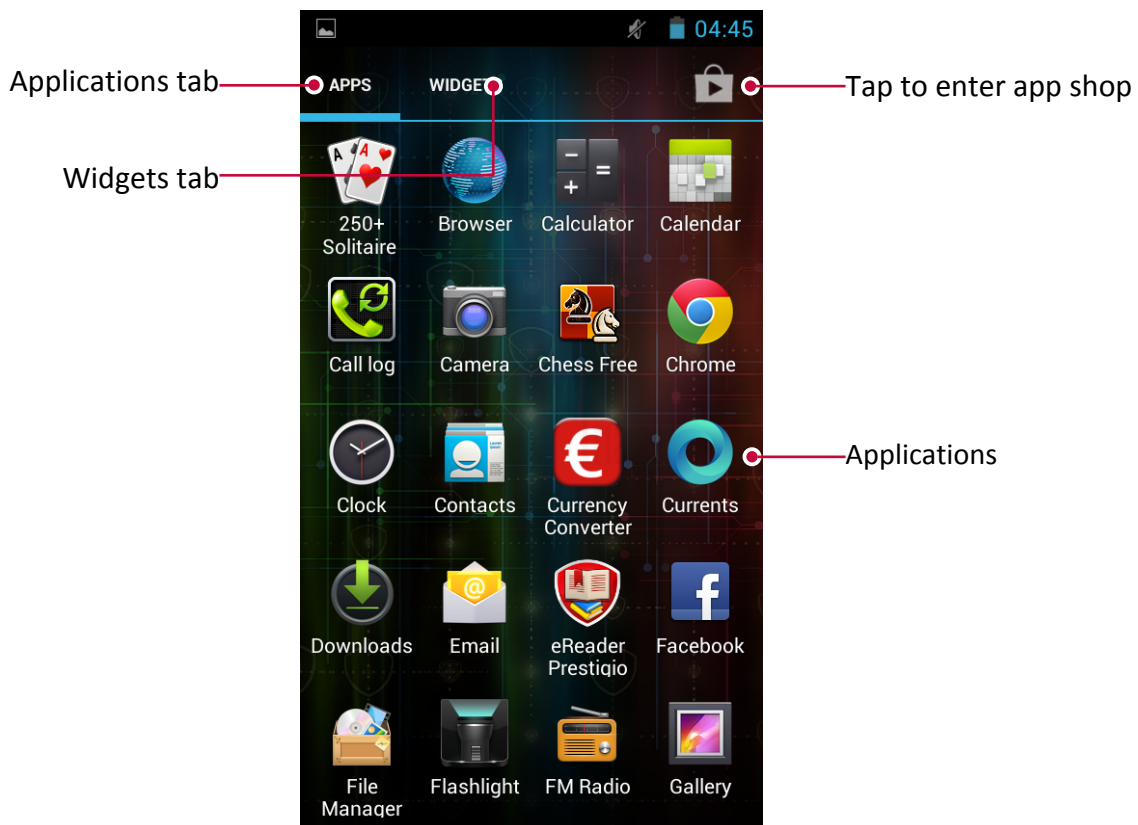 04:45
Applications tab
APPS
WIDGET
Tap to enter app shop
Widgets tab
250+
Solitaire
Browser
Calculator
Calendar
Call log
Camera
Chess Free
Chrome
Applications
Clock
Contacts
Currency
Converter
Currents
Downloads
Email
eReader
Prestigio
Facebook
File
Manager
Flashlight
FM Radio
Gallery